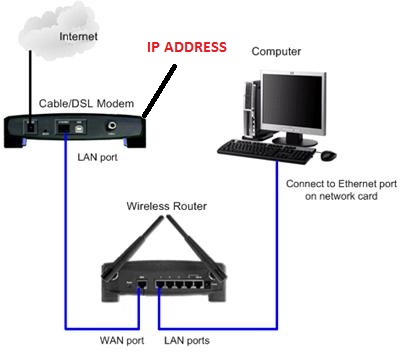 Internet
IP ADDRESS
Computer
Cable/DSL Modem
LAN port
Connect to Ethernet port
on network card
Wireless Router
WAN port
LAN ports